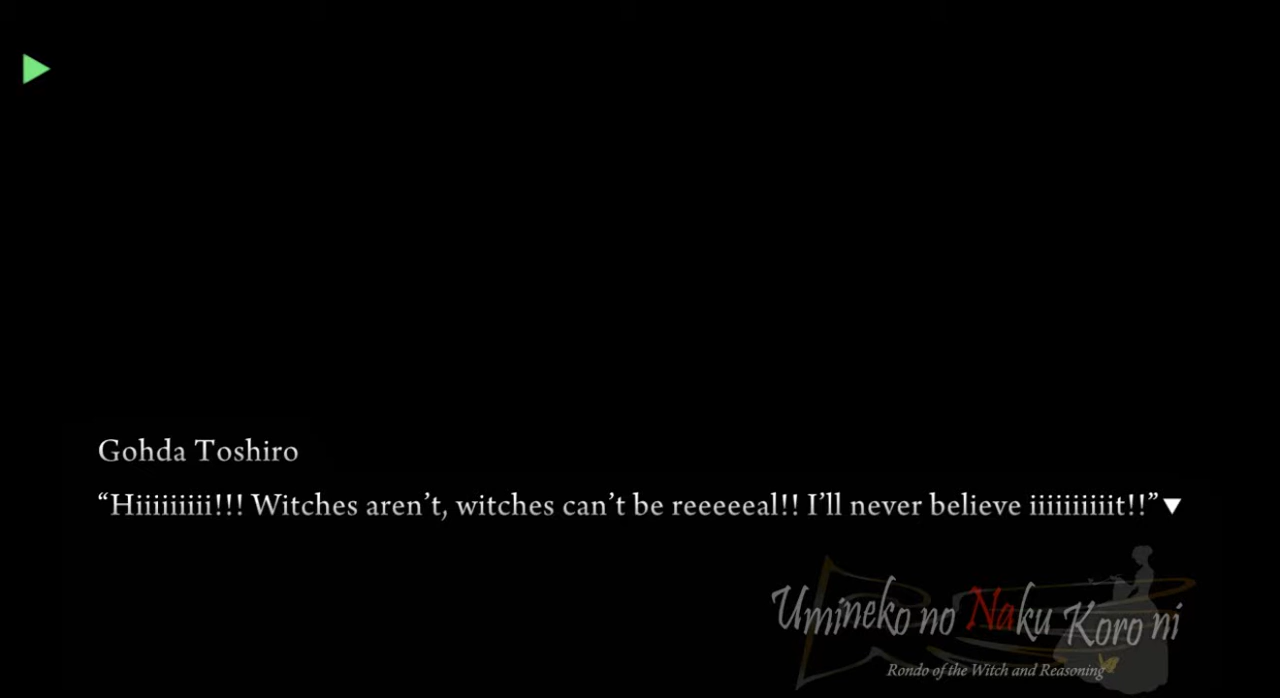 Gohda Toshiro
“Hiiiiiiiii!!! Witches aren’t, witches can’t be reeeeeal!! I’ll never believe iiiiiiiiiit!!”
Umineko no Naku Koro ni
Rondo of the Witch and Reasoning